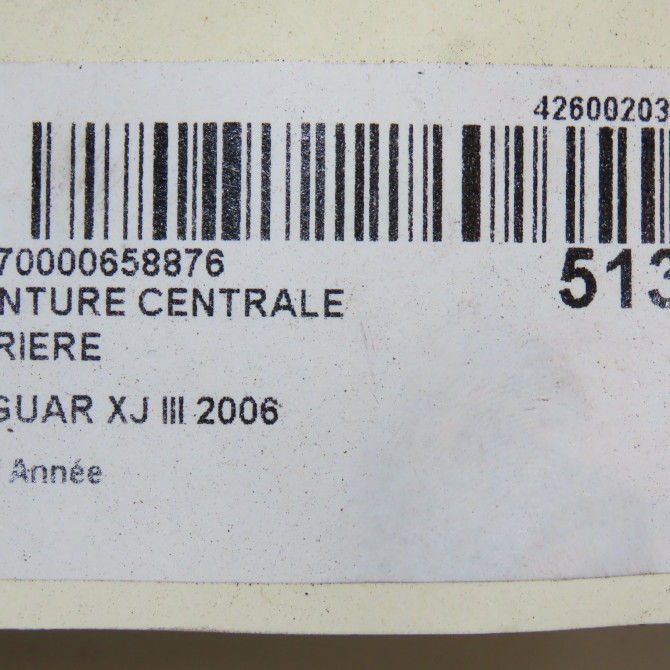 42600203
70000658876
513
NTURE CENTRALE
RIERE
GUAR XJ III 2006
Année